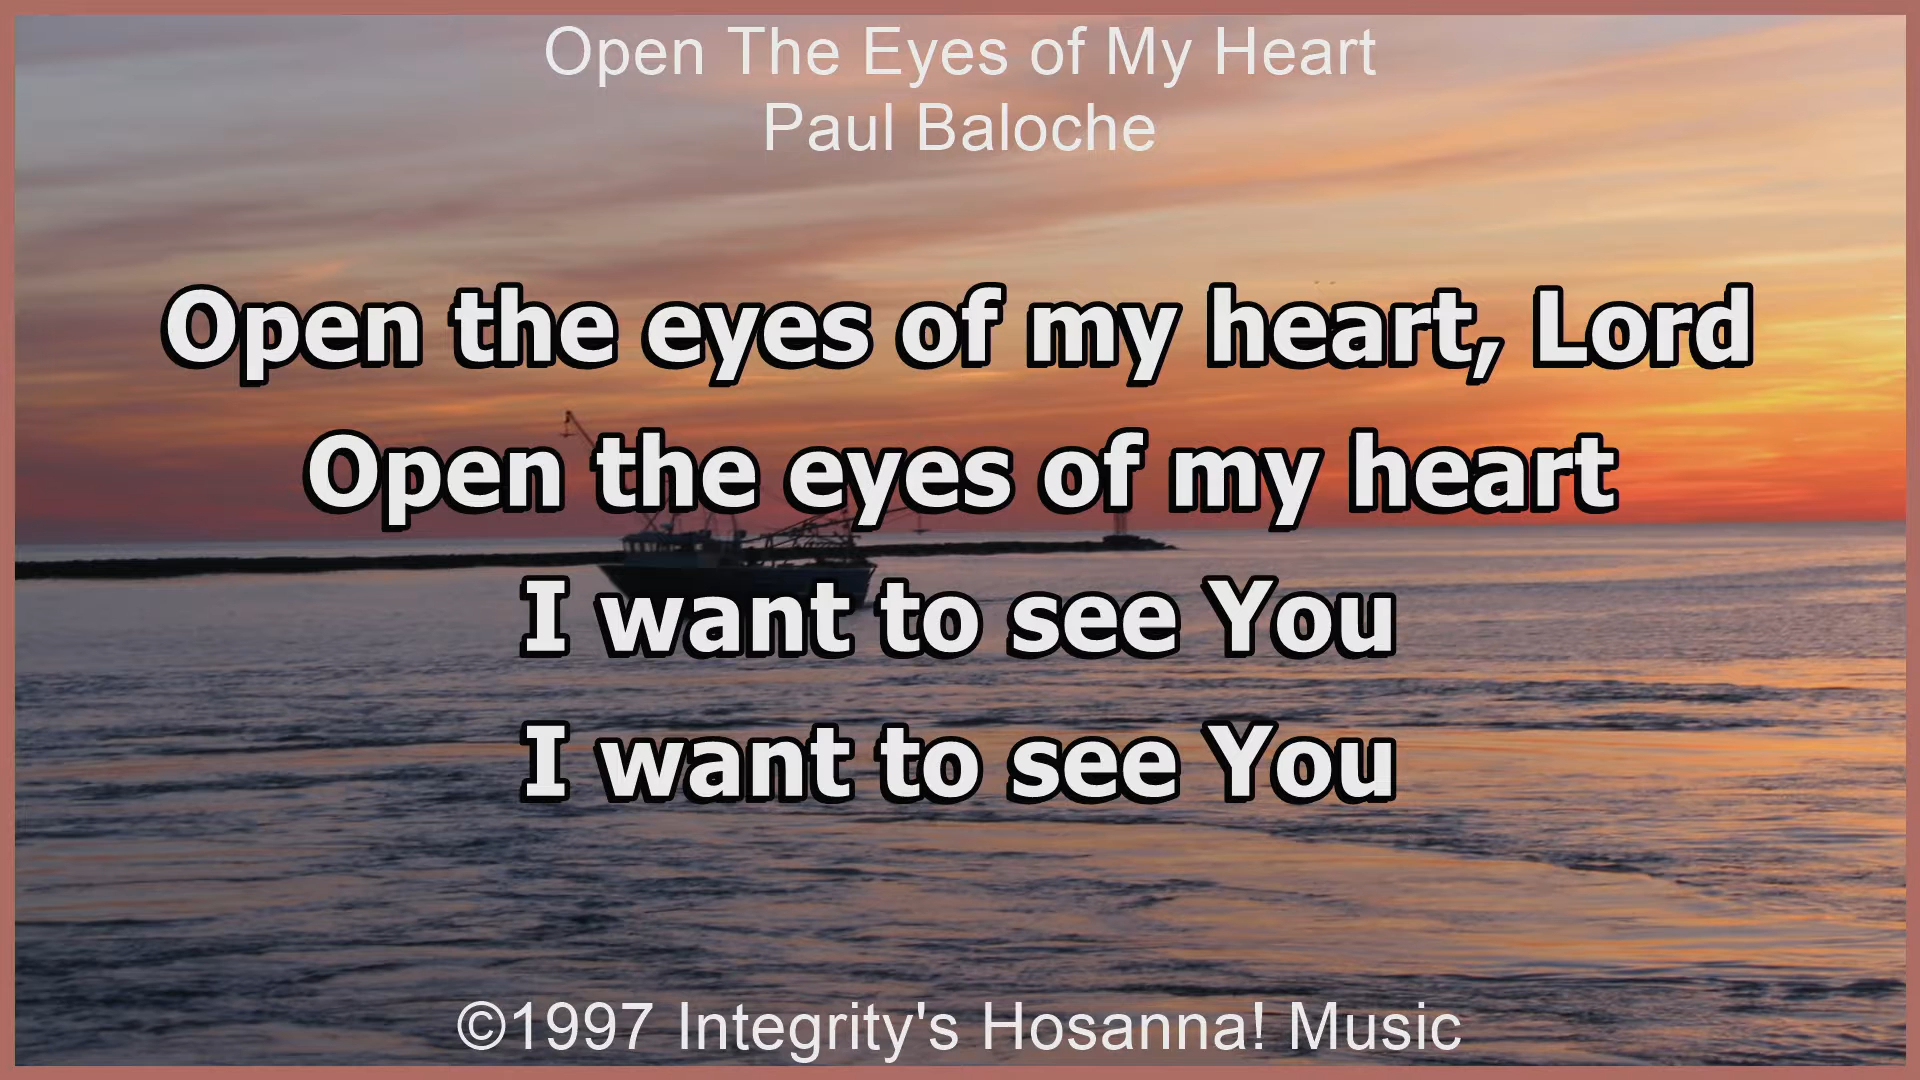 Open The Eyes of My Heart
Paul Baloche
Open the eyes of my heart, Lord
Open the eyes of my heart
I want to see You
I want to see You
©1997 Integrity's Hosanna! Music